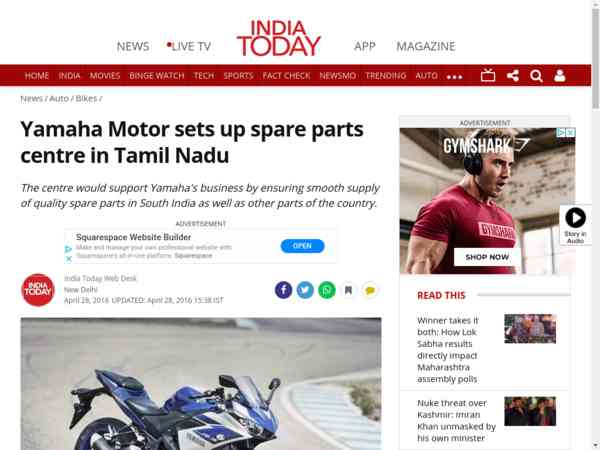 NEWS
LIVE TV
INDIA
TODAY
APP
MAGAZINE
HOME INDIA MOVIES BINGE WATCH TECH SPORTS FACT CHECK NEWSMO TRENDING AUTO
News / Auto / Bikes /
Yamaha Motor sets up spare parts
centre in Tamil Nadu
The centre would support Yamaha's business by ensuring smooth supply
of quality spare parts in South India as well as other parts of the country.
ADVERTISEMENT
Squarespace Website Builder
Make and manage your own professional website with
Squarespace's all-in-one platform. Squarespace
OPEN
INDIA
TODAY
India Today Web Desk
New Delhi
April 28, 2016 UPDATED: April 28, 2016 15:38 IST
YAMAHA
ADVERTISEMENT
GYMSHARK
GYMSHARK
SHOP NOW
Story in
Audio
READ THIS
Winner takes it
both: How Lok
Sabha results
directly impact
Maharashtra
assembly polls
Nuke threat over
Kashmir: Imran
Khan unmasked by
his own minister